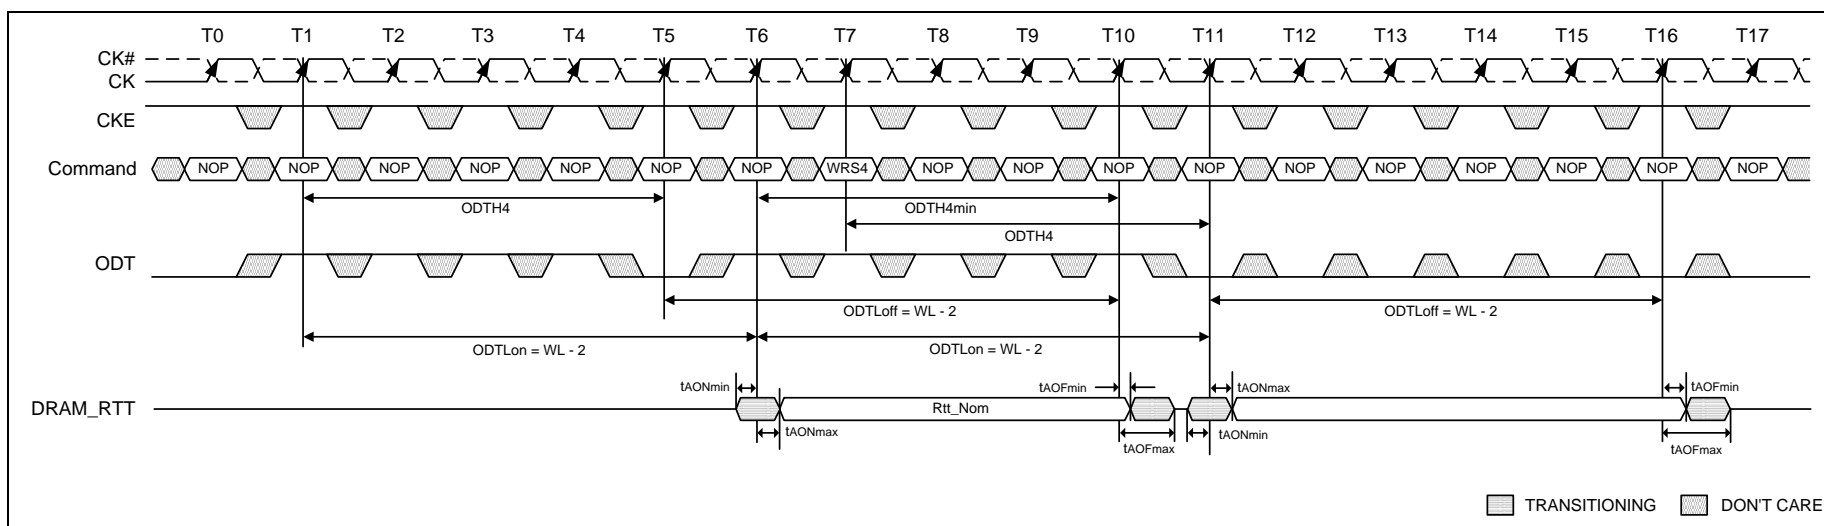 T0 T1 T2 T3 T4 T5 T6 T7 T8 T9 T10 T11 T12 T13 T14 T15 T16 T17
CK#
CK
CKE
Command NOP NOP NOP NOP NOP NOP NOP WRS4 NOP NOP NOP NOP NOP NOP NOP NOP NOP NOP
ODTH4 ODTH4min
ODTH4
ODT
ODTLoff = WL - 2 ODTLoff = WL - 2
ODTLon = WL - 2 ODTLon = WL - 2
tAONmin tAOFmin tAONmax tAOFmin
DRAM_RTT Rtt_Nom
tAONmax tAOFmax tAONmin tAOFmax
TRANSITIONING DON'T CARE